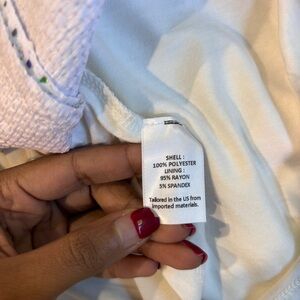 SHELL :
100% POLYESTER
LINING :
95% RAYON
5% SPANDEX
Tailored in the US from
imported materials.